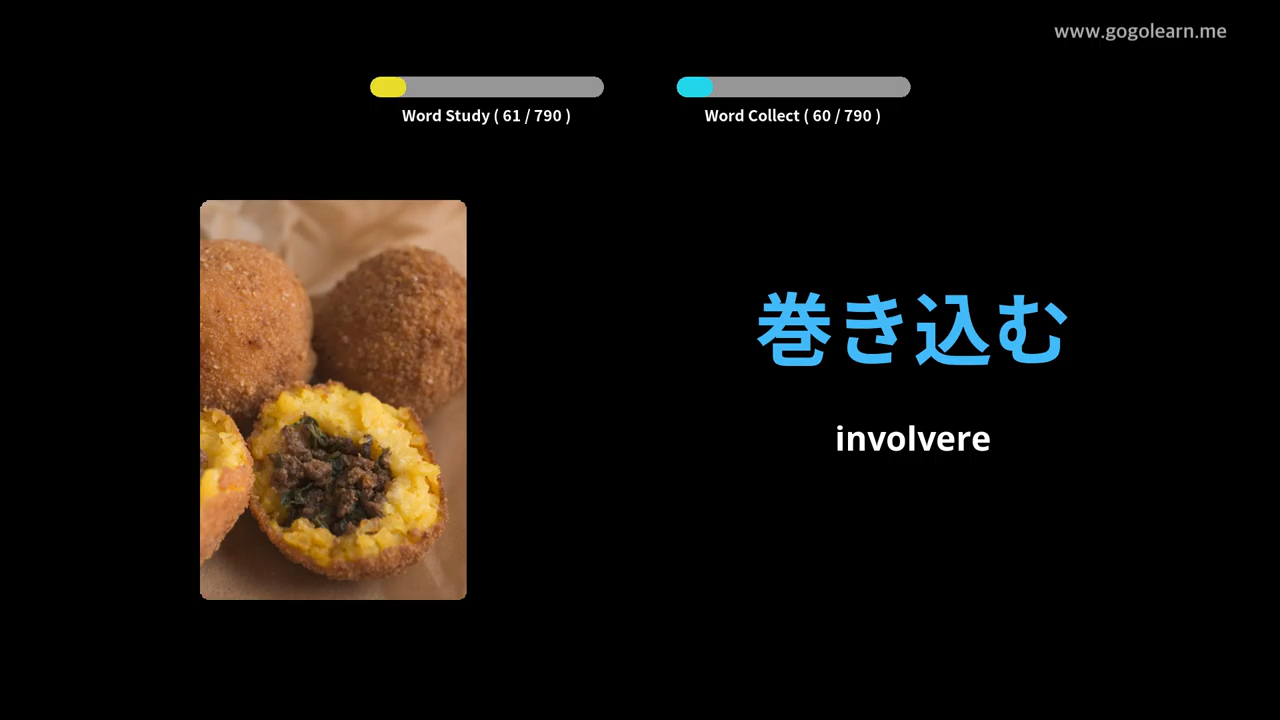 www.gogolearn.me
Word Study ( 61 / 790 )
Word Collect ( 60 / 790 )
巻き込む
involvere